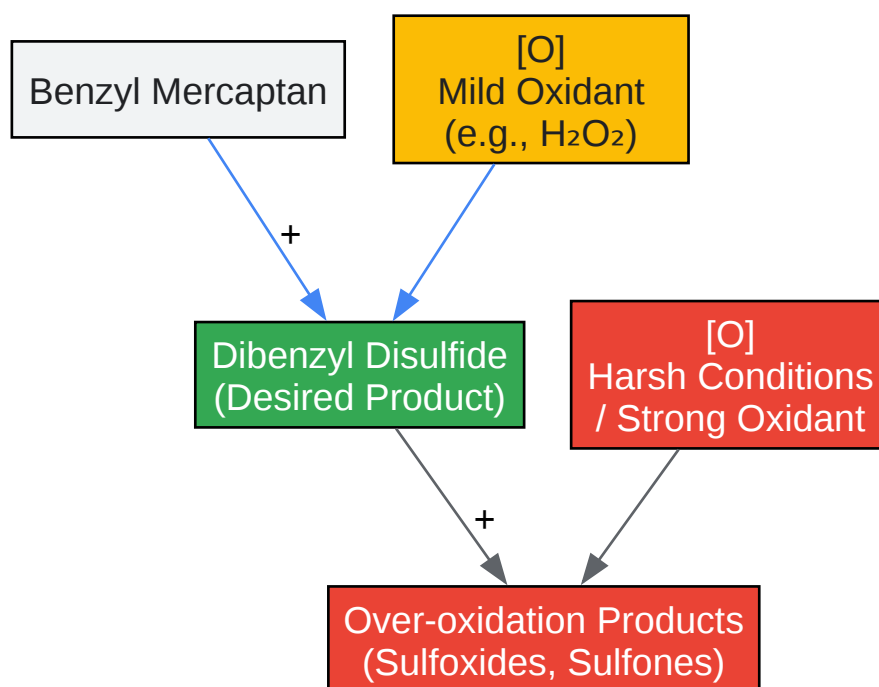 Benzyl Mercaptan
[O]
Mild Oxidant
(e.g., H₂O₂)
+
Dibenzyl Disulfide
(Desired Product)
[O]
Harsh Conditions
/ Strong Oxidant
+
Over-oxidation Products
(Sulfoxides, Sulfones)